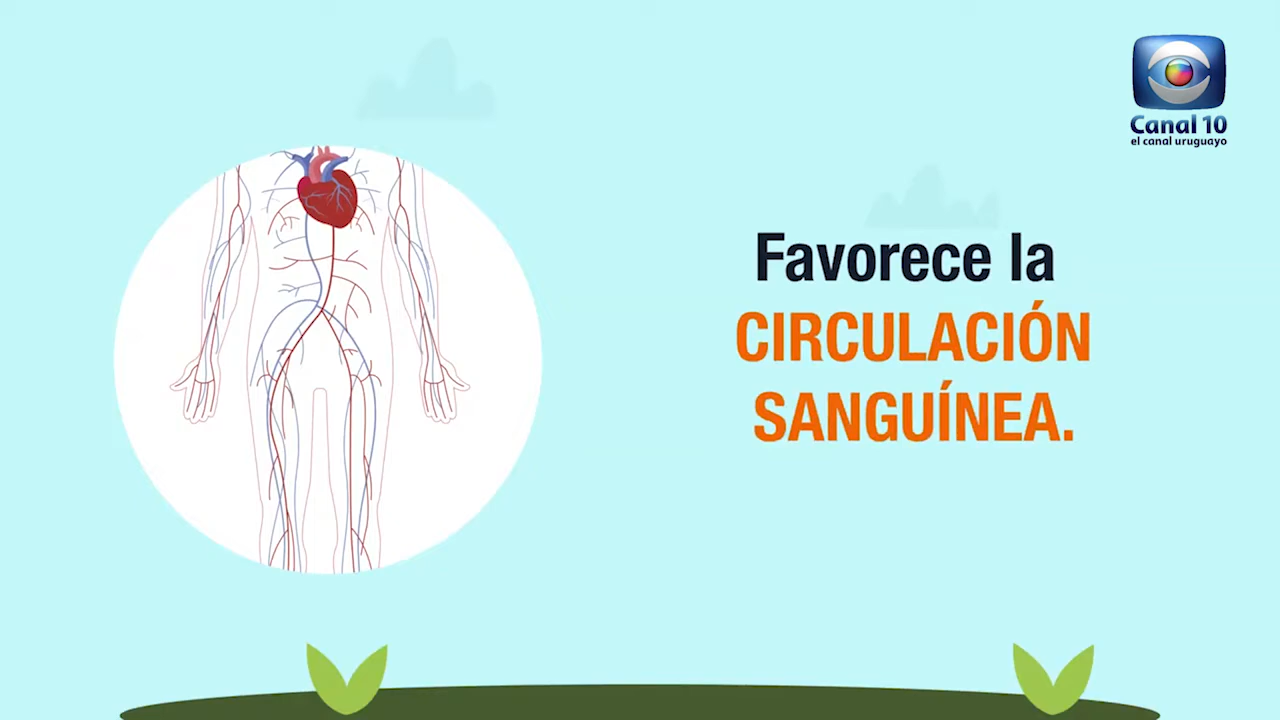 Canal 10
el canal uruguayo
Favorece la
CIRCULACIÓN
SANGUÍNEA.